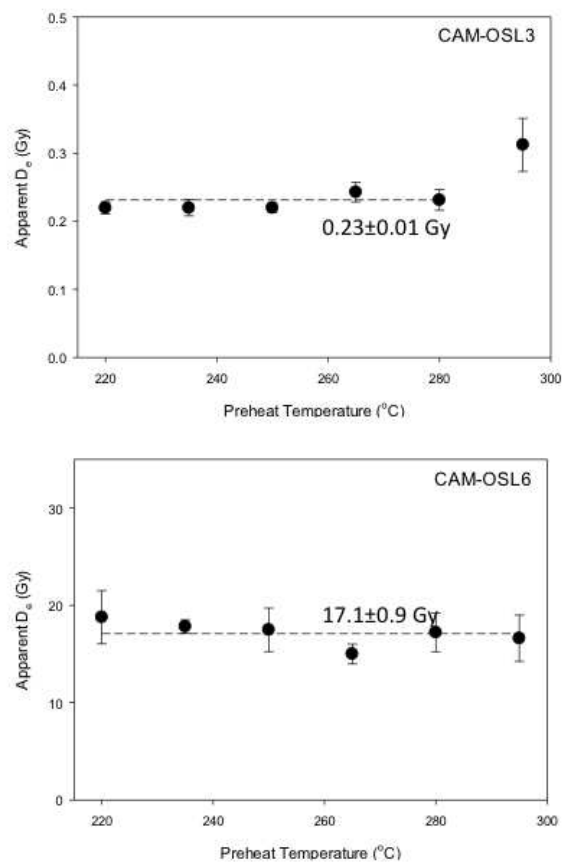 0.5
CAM-OSL3
0.4
0.3
0.2
0.23±0.01 Gy
0.1
0.0
Apparent Dₑ (Gy)
220 240 260 280 300
Preheat Temperature (°C)
CAM-OSL6
30
20
17.1±0.9 Gy
10
0
Apparent Dₑ (Gy)
220 240 260 280 300
Preheat Temperature (°C)